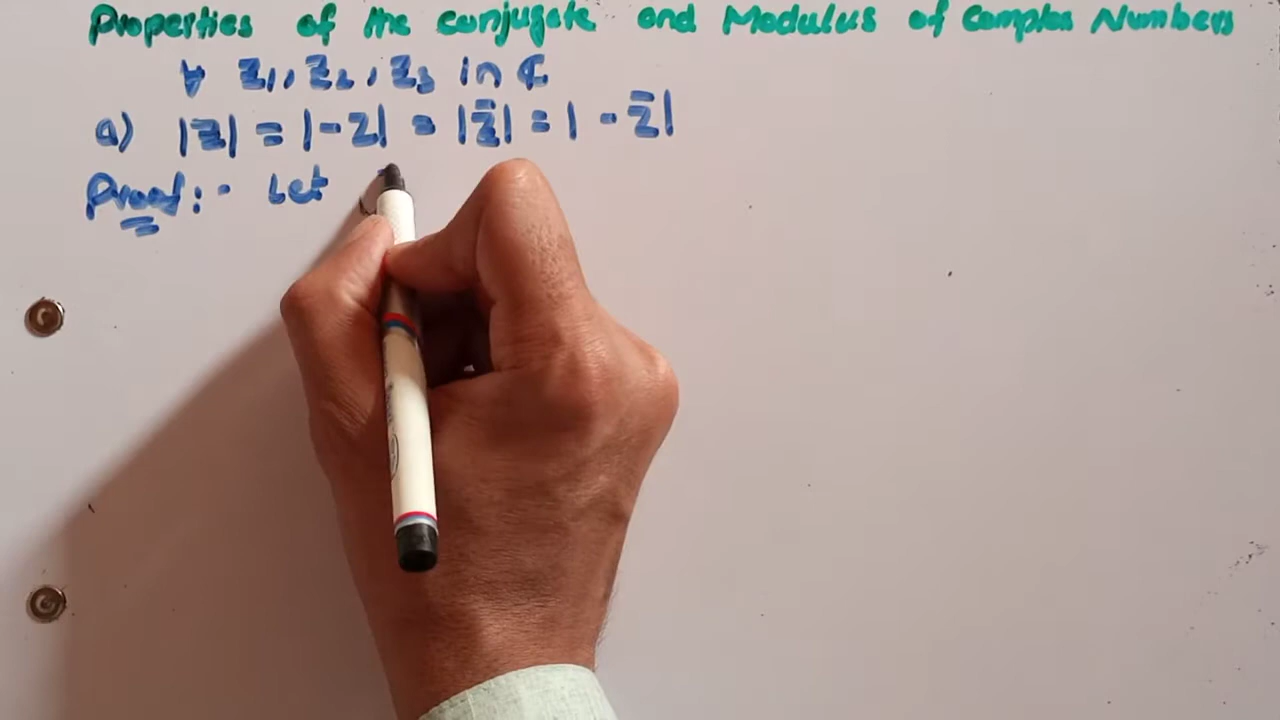 Properties of the conjugate and Modulus of Complex Numbers
∀ z₁, z₂, z₃ in ℂ
a) |z| = |-z| = |z̄| = |-z̄|
Proof:- Let